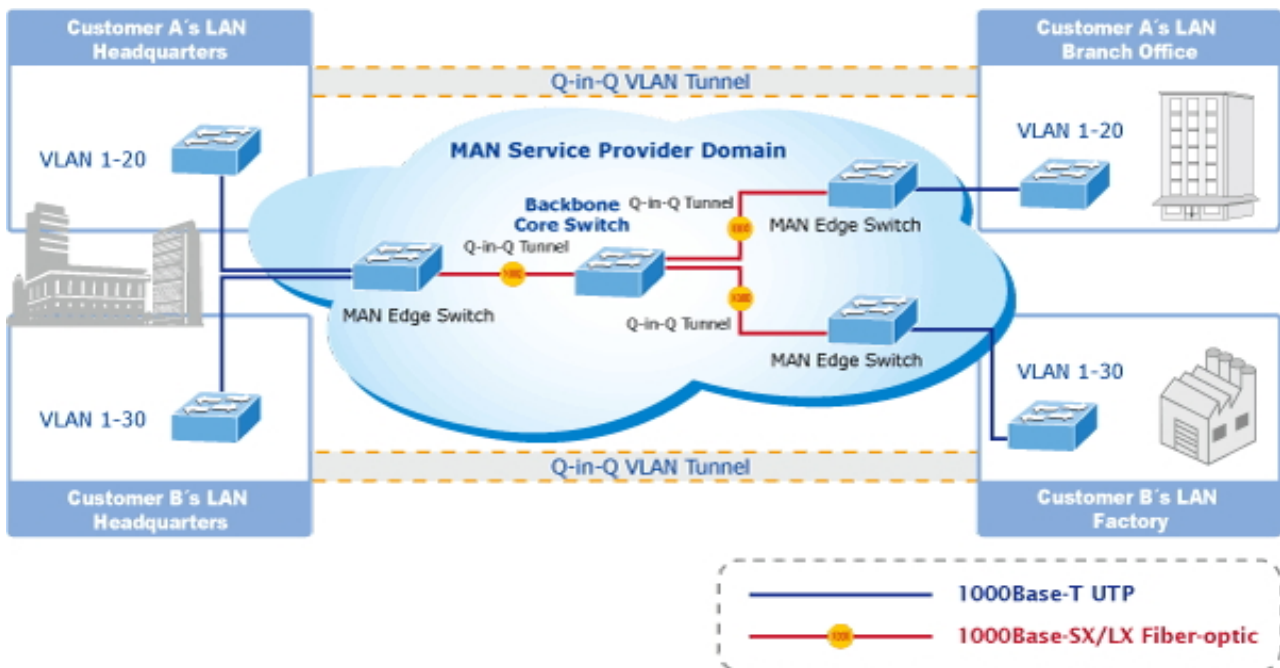 Customer A´s LAN
Headquarters
Customer A´s LAN
Branch Office
Q-in-Q VLAN Tunnel
VLAN 1-20
MAN Service Provider Domain
VLAN 1-20
Backbone
Core Switch
Q-in-Q Tunnel
Q-in-Q Tunnel
MAN Edge Switch
MAN Edge Switch
Q-in-Q Tunnel
MAN Edge Switch
VLAN 1-30
VLAN 1-30
Q-in-Q VLAN Tunnel
Customer B´s LAN
Headquarters
Customer B´s LAN
Factory
1000Base-T UTP
1000Base-SX/LX Fiber-optic